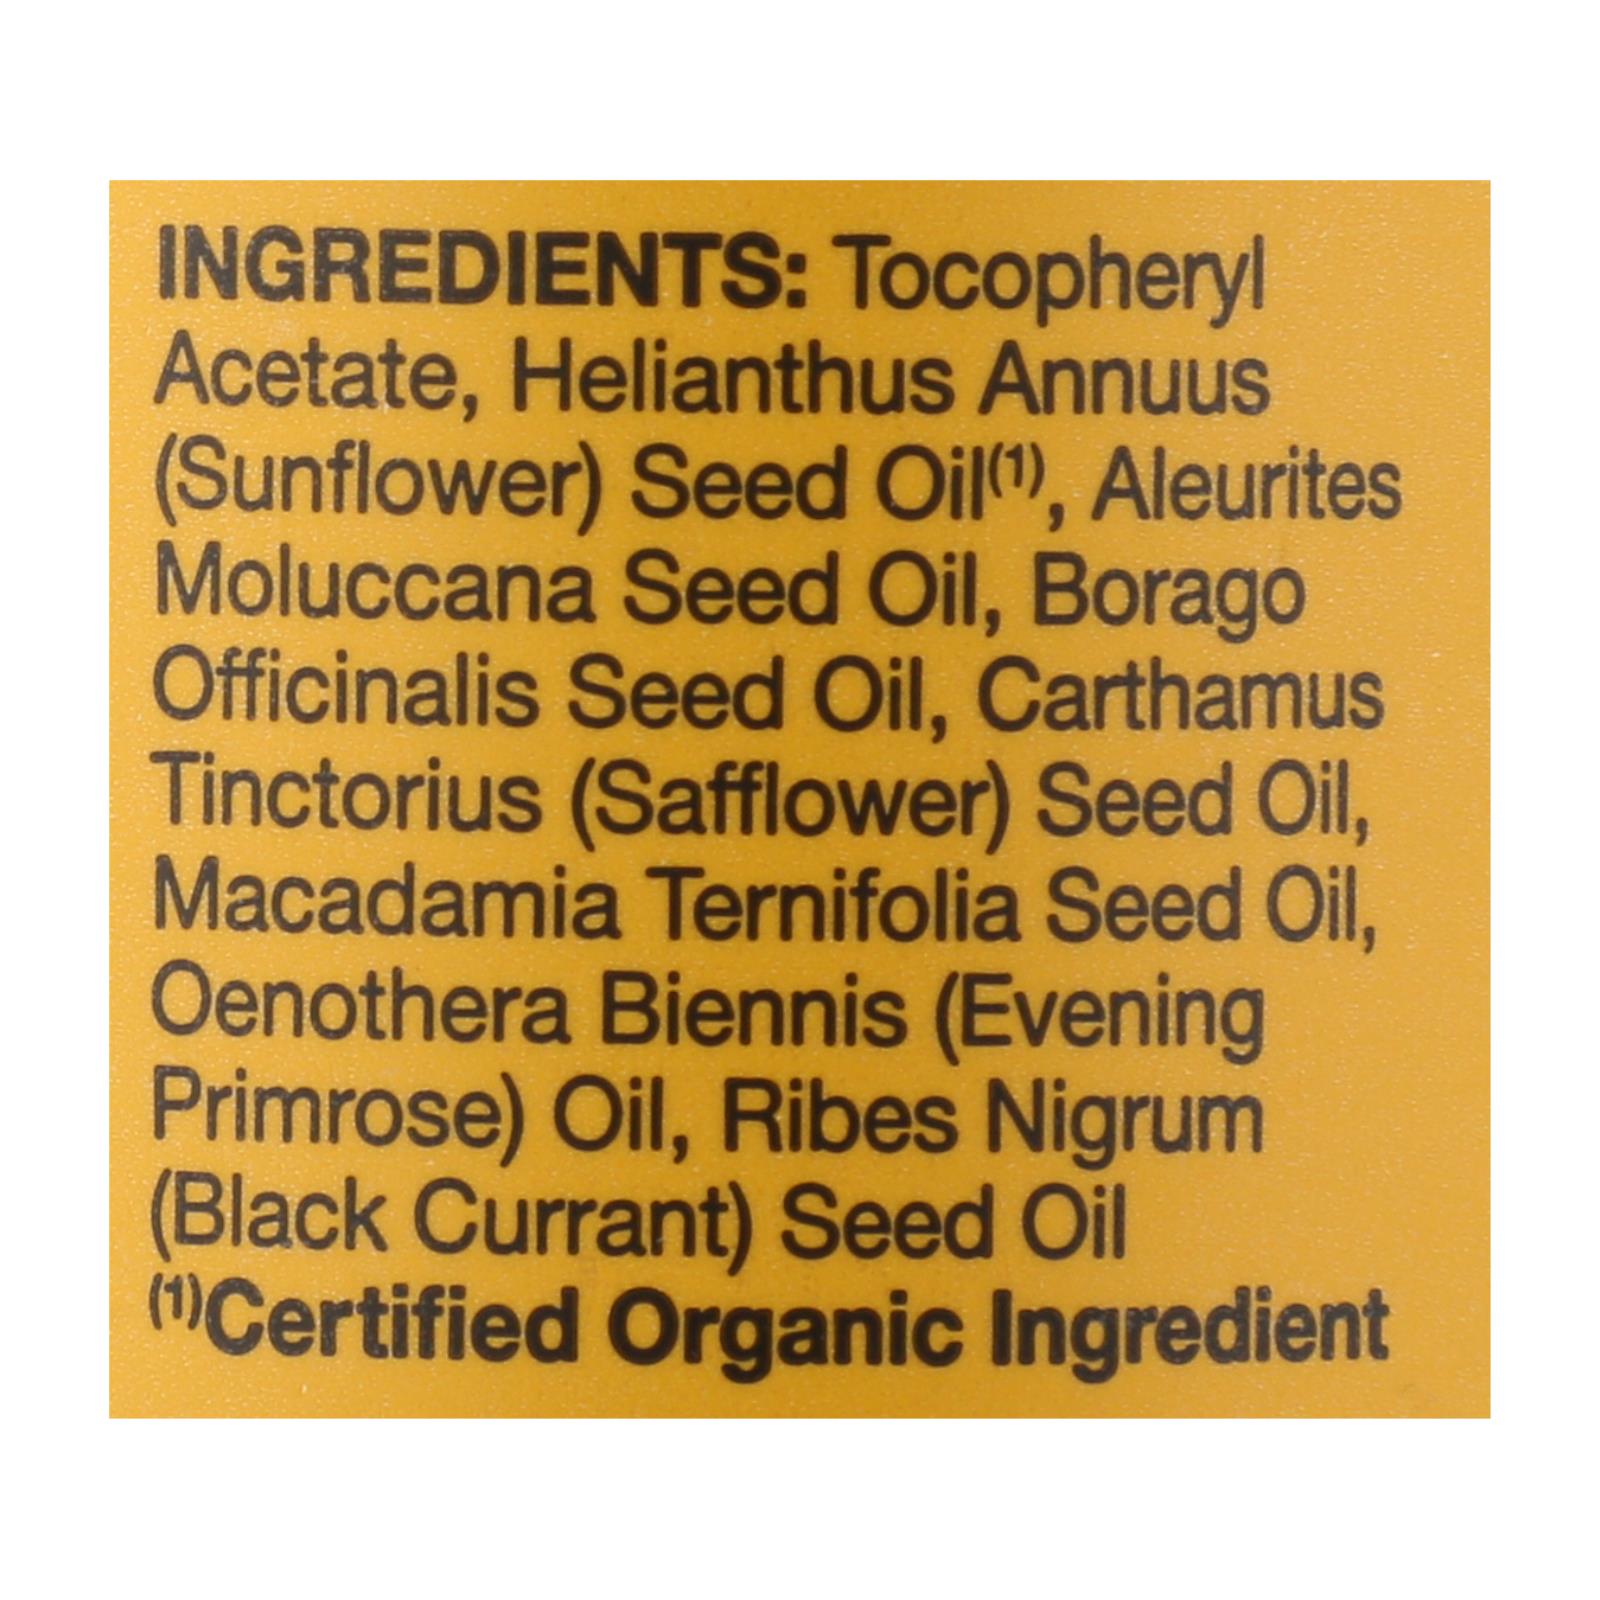 INGREDIENTS: Tocopheryl
Acetate, Helianthus Annuus
(Sunflower) Seed Oil⁽¹⁾, Aleurites
Moluccana Seed Oil, Borago
Officinalis Seed Oil, Carthamus
Tinctorius (Safflower) Seed Oil,
Macadamia Ternifolia Seed Oil,
Oenothera Biennis (Evening
Primrose) Oil, Ribes Nigrum
(Black Currant) Seed Oil
⁽¹⁾Certified Organic Ingredient